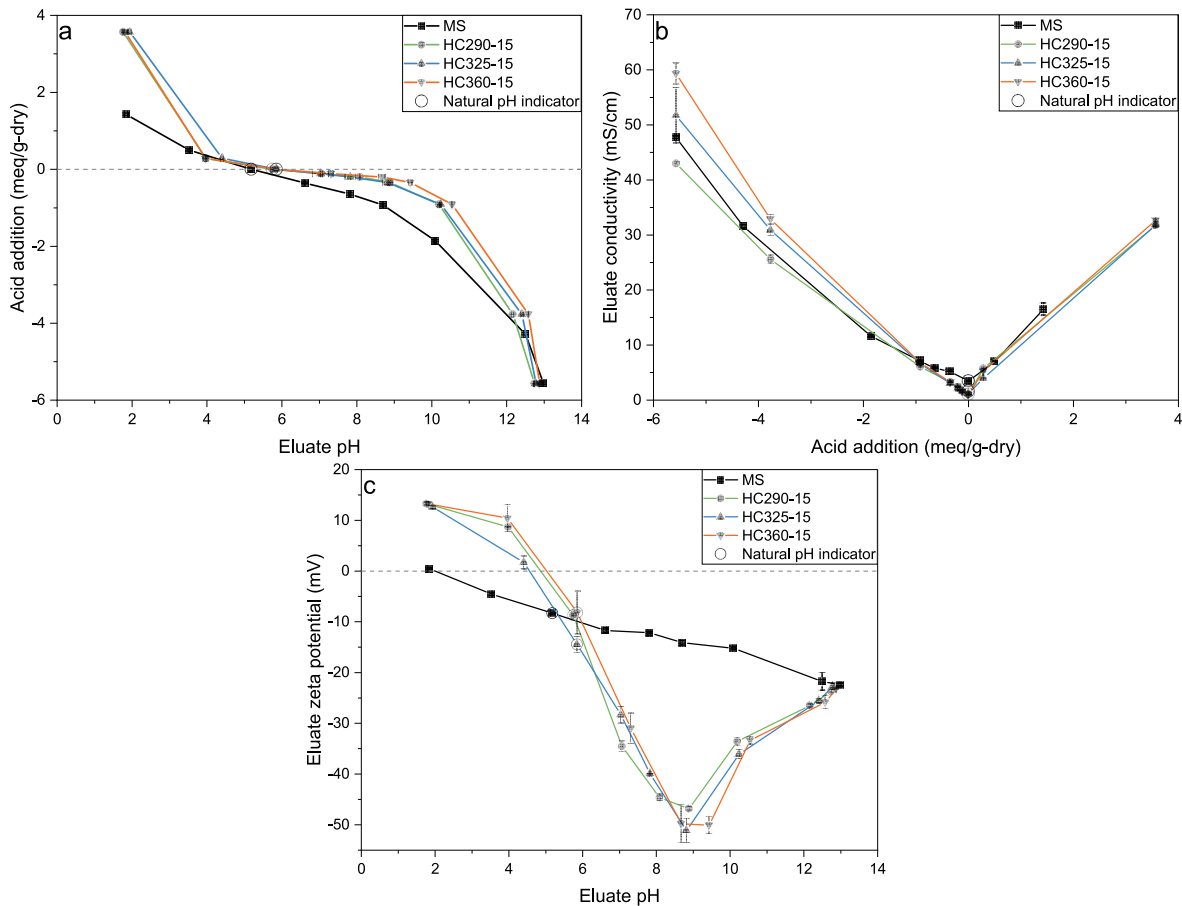 a
MS
HC290-15
HC325-15
HC360-15
Natural pH indicator
4
2
0
-2
-4
-6
Acid addition (meq/g-dry)
0
2
4
6
8
10
12
14
Eluate pH
b
MS
HC290-15
HC325-15
HC360-15
Natural pH indicator
70
60
50
40
30
20
10
0
Eluate conductivity (mS/cm)
-6
-4
-2
0
2
4
Acid addition (meq/g-dry)
c
MS
HC290-15
HC325-15
HC360-15
Natural pH indicator
20
10
0
-10
-20
-30
-40
-50
Eluate zeta potential (mV)
0
2
4
6
8
10
12
14
Eluate pH